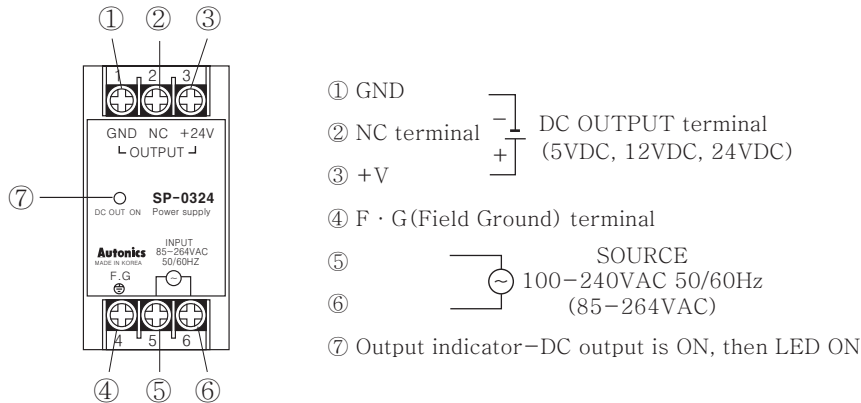 ① ② ③
1 2 3
GND NC +24V
OUTPUT
⑦
SP-0324
DC OUT ON Power supply
INPUT
Autonics 85-264VAC
MADE IN KOREA 50/60HZ
F.G
~
4 5 6
④ ⑤ ⑥
① GND
② NC terminal
③ +V
−
+
DC OUTPUT terminal
(5VDC, 12VDC, 24VDC)
④ F · G(Field Ground) terminal
⑤
⑥
~
SOURCE
100-240VAC 50/60Hz
(85-264VAC)
⑦ Output indicator-DC output is ON, then LED ON